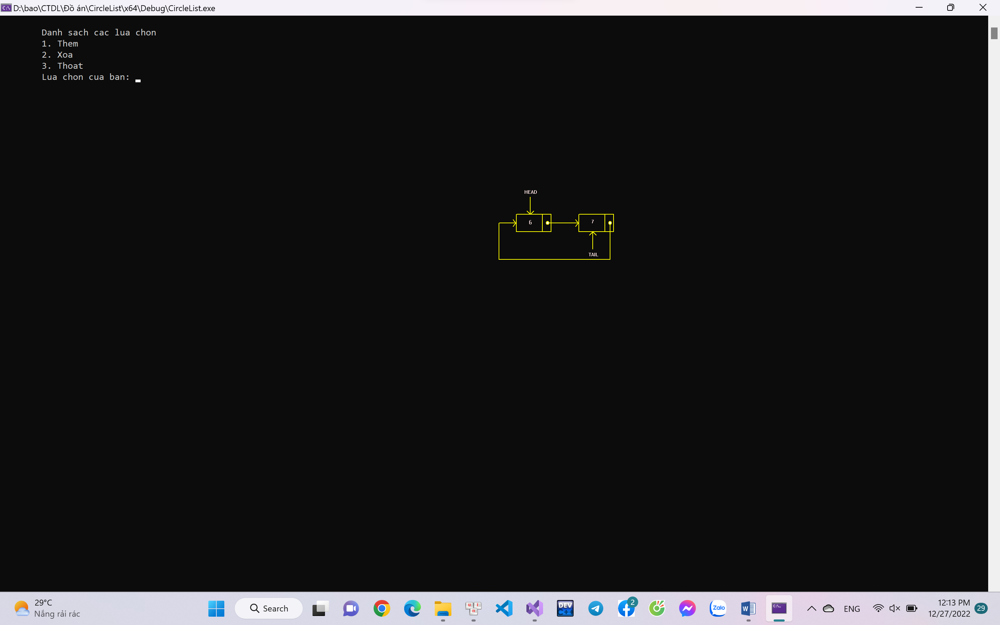 D:\bao\CTDL\Đồ án\CircleList\x64\Debug\CircleList.exe
Danh sach cac lua chon
1. Them
2. Xoa
3. Thoat
Lua chon cua ban:
HEAD
6
7
TAIL
29°C
Nắng rải rác
Search
u i
n
DEV
C++
2
Zalo
W
ENG
12:13 PM
12/27/2022
29